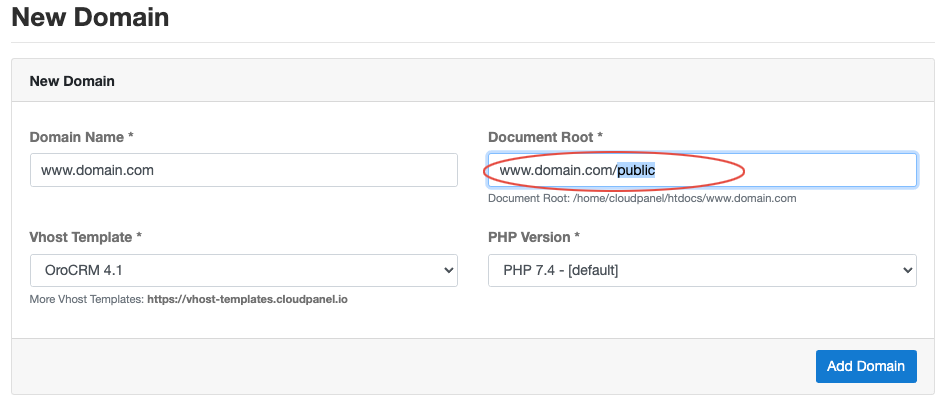 New Domain
New Domain
Domain Name *
Document Root *
www.domain.com
www.domain.com/public
Document Root: /home/cloudpanel/htdocs/www.domain.com
Vhost Template *
PHP Version *
OroCRM 4.1
PHP 7.4 - [default]
More Vhost Templates: https://vhost-templates.cloudpanel.io
Add Domain